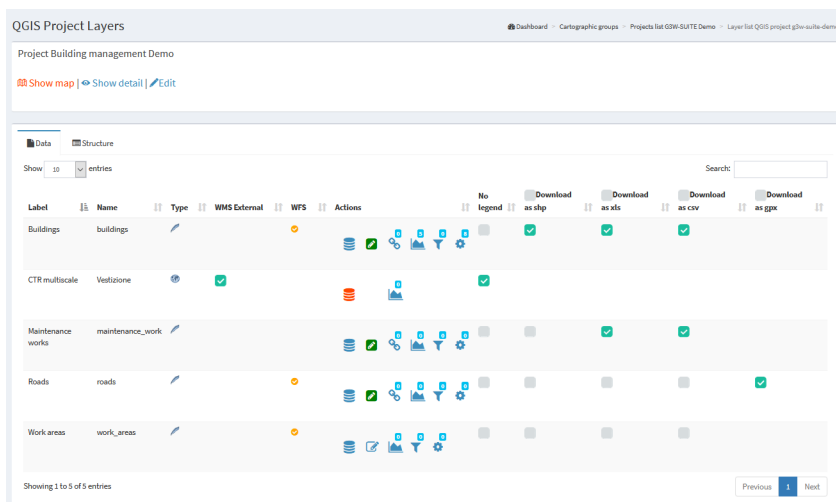 QGIS Project Layers
Dashboard > Cartographic groups > Projects list G3W-SUITE Demo > Layer list QGIS project g3w-suite-demo
Project Building management Demo
Show map | Show detail | Edit
Data Structure
Show 10 entries Search:
Label Name Type WMS External WFS Actions No legend Download as shp Download as xls Download as csv Download as gpx
Buildings buildings
CTR multiscale Vestizione
Maintenance works maintenance_work
Roads roads
Work areas work_areas
Showing 1 to 5 of 5 entries Previous 1 Next